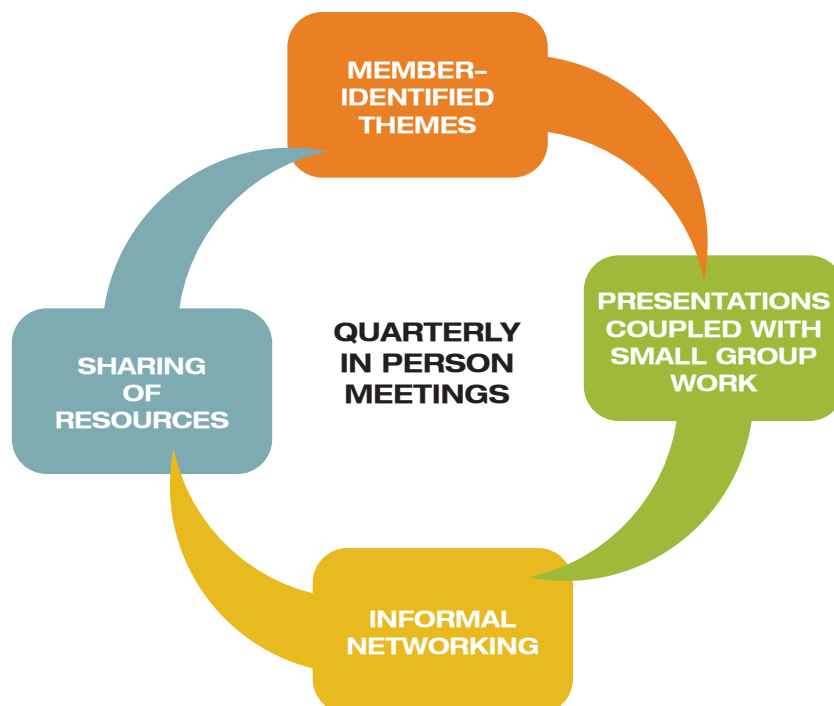 MEMBER-
IDENTIFIED
THEMES
PRESENTATIONS
COUPLED WITH
SMALL GROUP
WORK
QUARTERLY
IN PERSON
MEETINGS
SHARING
OF
RESOURCES
INFORMAL
NETWORKING